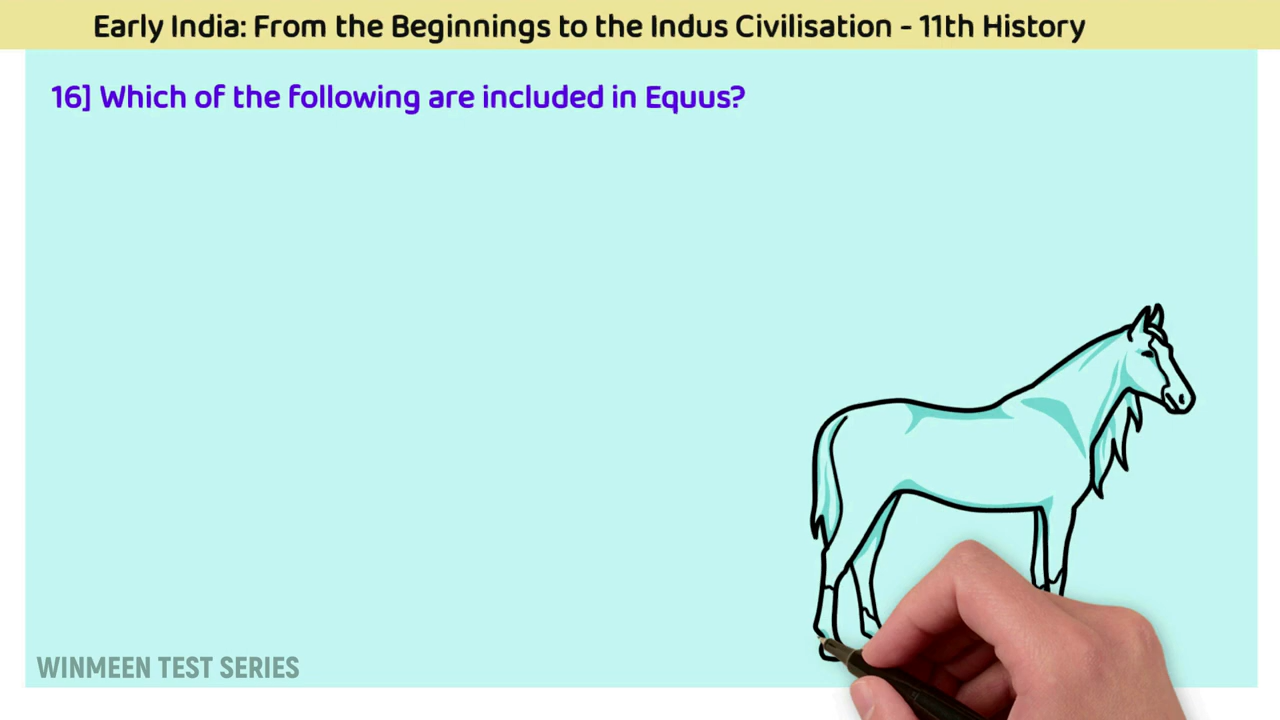 Early India: From the Beginnings to the Indus Civilisation - 11th History
16] Which of the following are included in Equus?
WINMEEN TEST SERIES